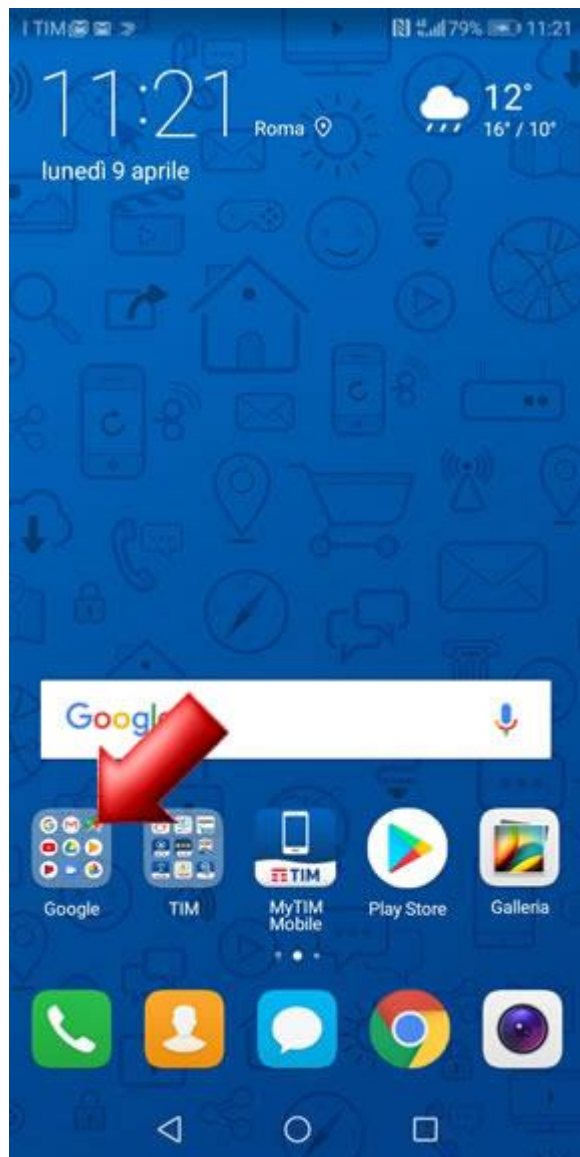 I TIM 79% 11:21
11:21 Roma 12°
16° / 10°
lunedì 9 aprile
Google
Google TIM MyTIM Mobile Play Store Galleria
TIM